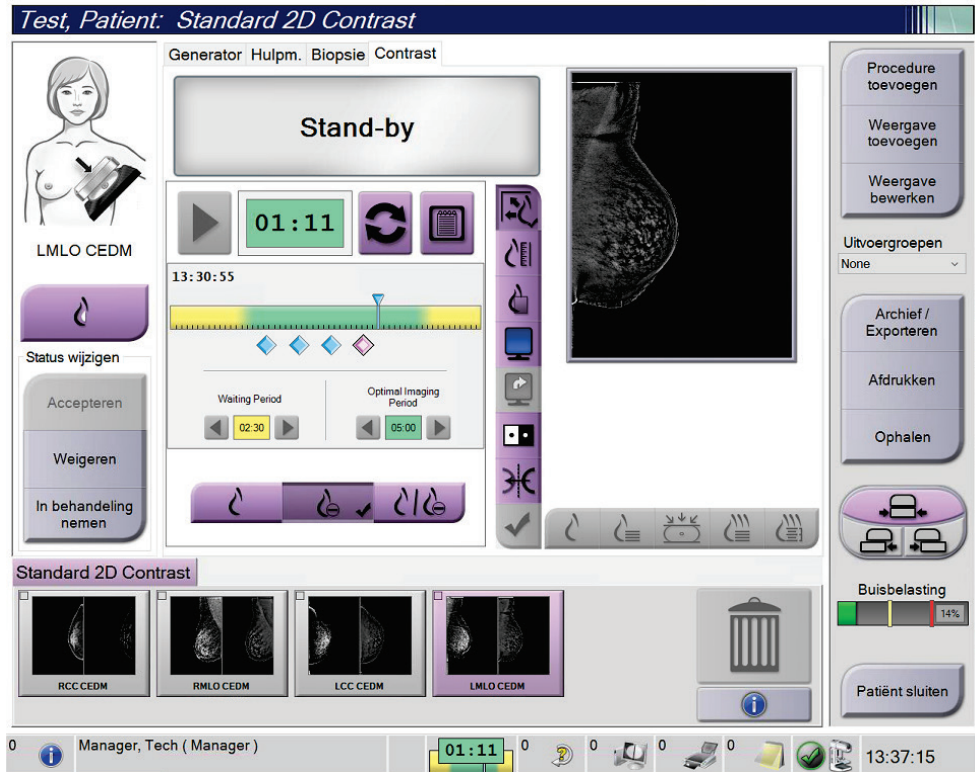 Test, Patient:  Standard 2D Contrast
Generator Hulpm. Biopsie Contrast
Stand-by
LMLO CEDM
01:11
13:30:55
Waiting Period
Optimal Imaging
Period
02:30
05:00
Status wijzigen
Accepteren
Weigeren
In behandeling
nemen
Procedure
toevoegen
Weergave
toevoegen
Weergave
bewerken
Uitvoergroepen
None
Archief /
Exporteren
Afdrukken
Ophalen
Buisbelasting
14%
Patiënt sluiten
Standard 2D Contrast
RCC CEDM
RMLO CEDM
LCC CEDM
LMLO CEDM
0 Manager, Tech ( Manager ) 01:11 0 0 0 0 13:37:15